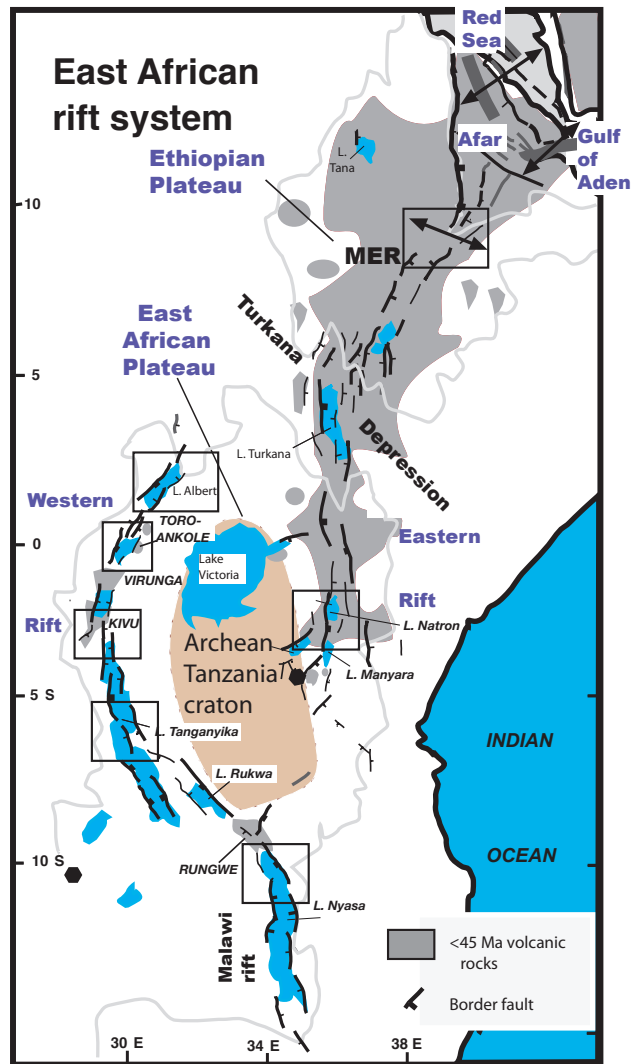 East African
rift system
Red
Sea
Afar
Gulf
of
Aden
L.
Tana
Ethiopian
Plateau
10
MER
Turkana
East
African
Plateau
5
L. Turkana
Depression
L. Albert
Western
TORO-
ANKOLE
0
Lake
Victoria
Eastern
VIRUNGA
Rift
KIVU
Rift
L. Natron
Archean
Tanzania
craton
L. Manyara
5 S
L. Tanganyika
INDIAN
L. Rukwa
10 S
RUNGWE
OCEAN
L. Nyasa
Malawi
rift
<45 Ma volcanic
rocks
Border fault
30 E
34 E
38 E